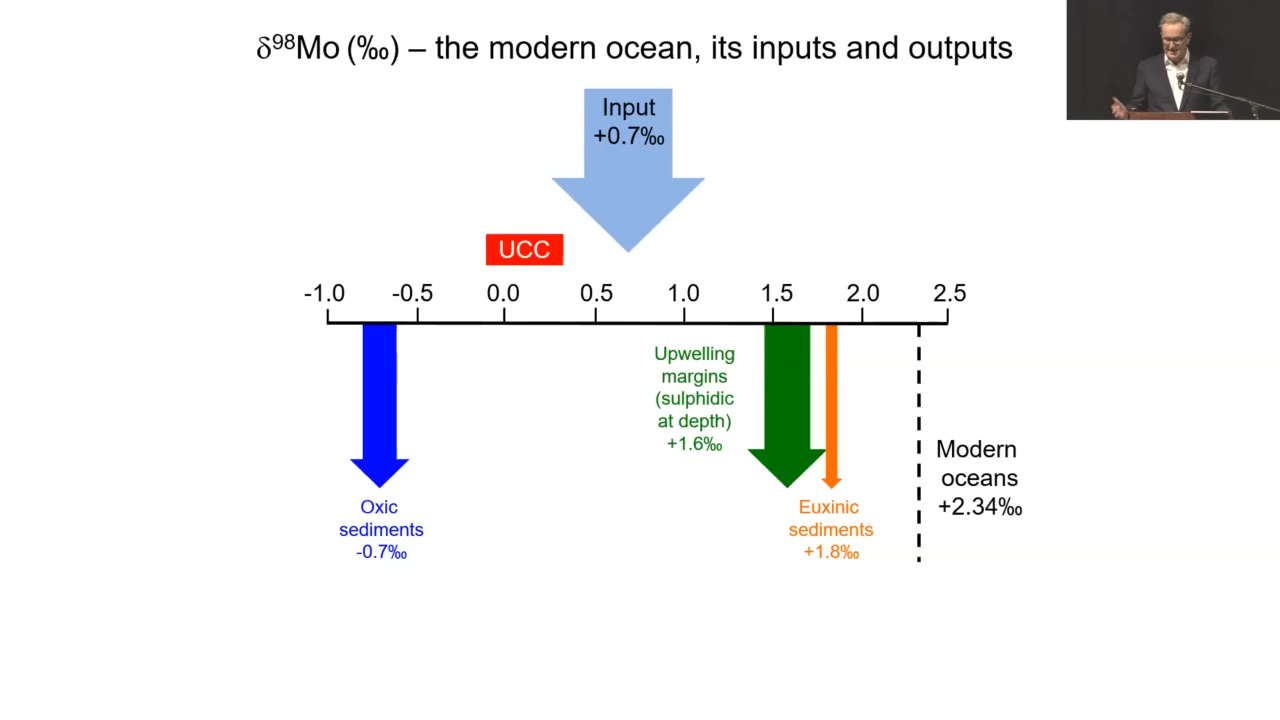 δ⁹⁸Mo (‰) – the modern ocean, its inputs and outputs
Input
+0.7‰
UCC
-1.0 -0.5 0.0 0.5 1.0 1.5 2.0 2.5
Upwelling
margins
(sulphidic
at depth)
+1.6‰
Modern
oceans
+2.34‰
Oxic
sediments
-0.7‰
Euxinic
sediments
+1.8‰